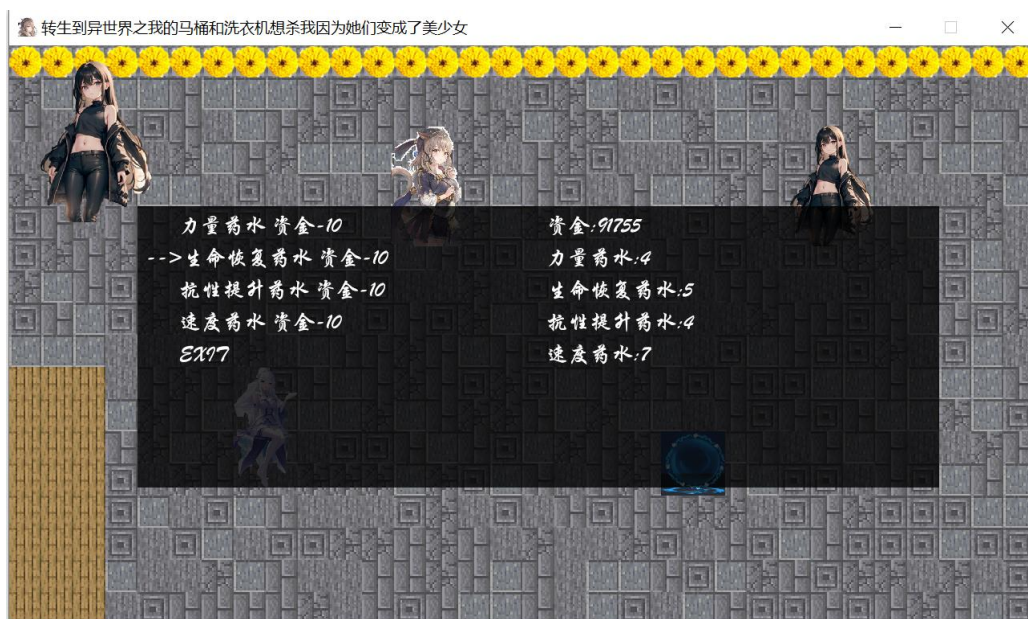 转生到异世界之我的马桶和洗衣机想杀我因为她们变成了美少女
力量药水 资金-10
-->生命恢复药水 资金-10
抗性提升药水 资金-10
速度药水 资金-10
EXIT
资金:91755
力量药水:4
生命恢复药水:5
抗性提升药水:4
速度药水:7